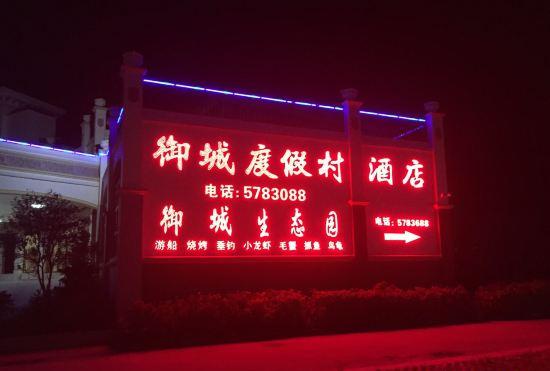 御城度假村
电话:5783088
御城生态园
游船 烧烤 垂钓 小龙虾 毛蟹 抓鱼 乌龟
酒店
电话:5783688